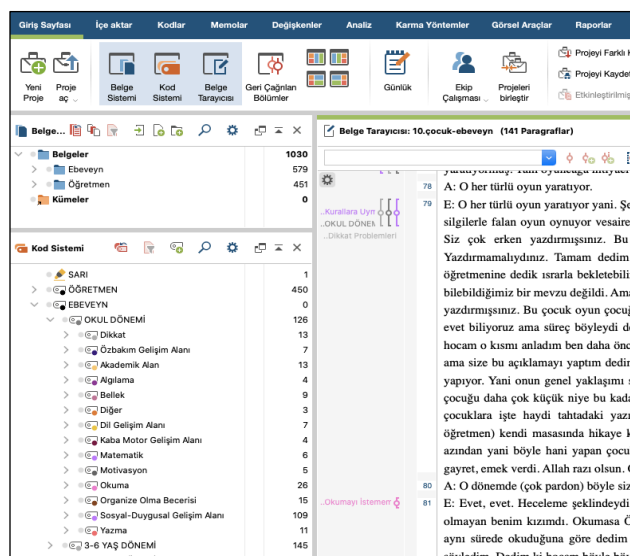 Giriş Sayfası İçe aktar Kodlar Memolar Değişkenler Analiz Karma Yöntemler Görsel Araçlar Raporlar
Yeni Proje
Proje aç
Belge Sistemi
Kod Sistemi
Belge Tarayıcısı
Geri Çağrılan Bölümler
Günlük
Ekip Çalışması
Projeleri birleştir
Projeyi Farklı
Projeyi Kaydet
Etkinleştirilmiş
Belge...
Belgeler 1030
Ebeveyn 579
Öğretmen 451
Kümeler 0
Kod Sistemi
SARI 1
ÖĞRETMEN 450
EBEVEYN 0
OKUL DÖNEMİ 126
Dikkat 13
Özbakım Gelişim Alanı 7
Akademik Alan 13
Algılama 4
Bellek 9
Diğer 3
Dil Gelişim Alanı 7
Kaba Motor Gelişim Alanı 4
Matematik 6
Motivasyon 5
Okuma 26
Organize Olma Becerisi 15
Sosyal-Duygusal Gelişim Alanı 109
Yazma 11
3-6 YAŞ DÖNEMİ 145
Belge Tarayıcısı: 10.çocuk-ebeveyn (141 Paragraflar)
78 A: O her türlü oyun yaratıyor.
..Kurallara Uym
..OKUL DÖNEM
...Dikkat Problemleri
79 E: O her türlü oyun yaratıyor yani.
silgilerle falan oyun oynuyor vesaire
Siz çok erken yazdırmışsınız. Bu
Yazdırmamalıydınız. Tamam dedim
öğretmenine dedik ısrarla bekletebili
bilebildiğimiz bir mevzu değildi. Ama
yazdırmışsınız. Bu çocuk oyun çocuğ
evet biliyoruz ama süreç böyleydi de
hocam o kısmı anladım ben daha önc
ama size bu açıklamayı yaptım dedim
yapıyor. Yani onun genel yaklaşımı
çocuğu daha çok küçük niye bu kada
çocuklara işte haydi tahtadaki yazı
öğretmen) kendi masasında hikaye k
azından yani böyle hani yapan çocu
gayret, emek verdi. Allah razı olsun.
80 A: O dönemde (çok pardon) böyle siz
..Okumayı İstemem
81 E: Evet, evet. Heceleme şeklindeydi
olmayan benim kızımdı. Okumasa
aynı sürede okuduğuna göre dedim